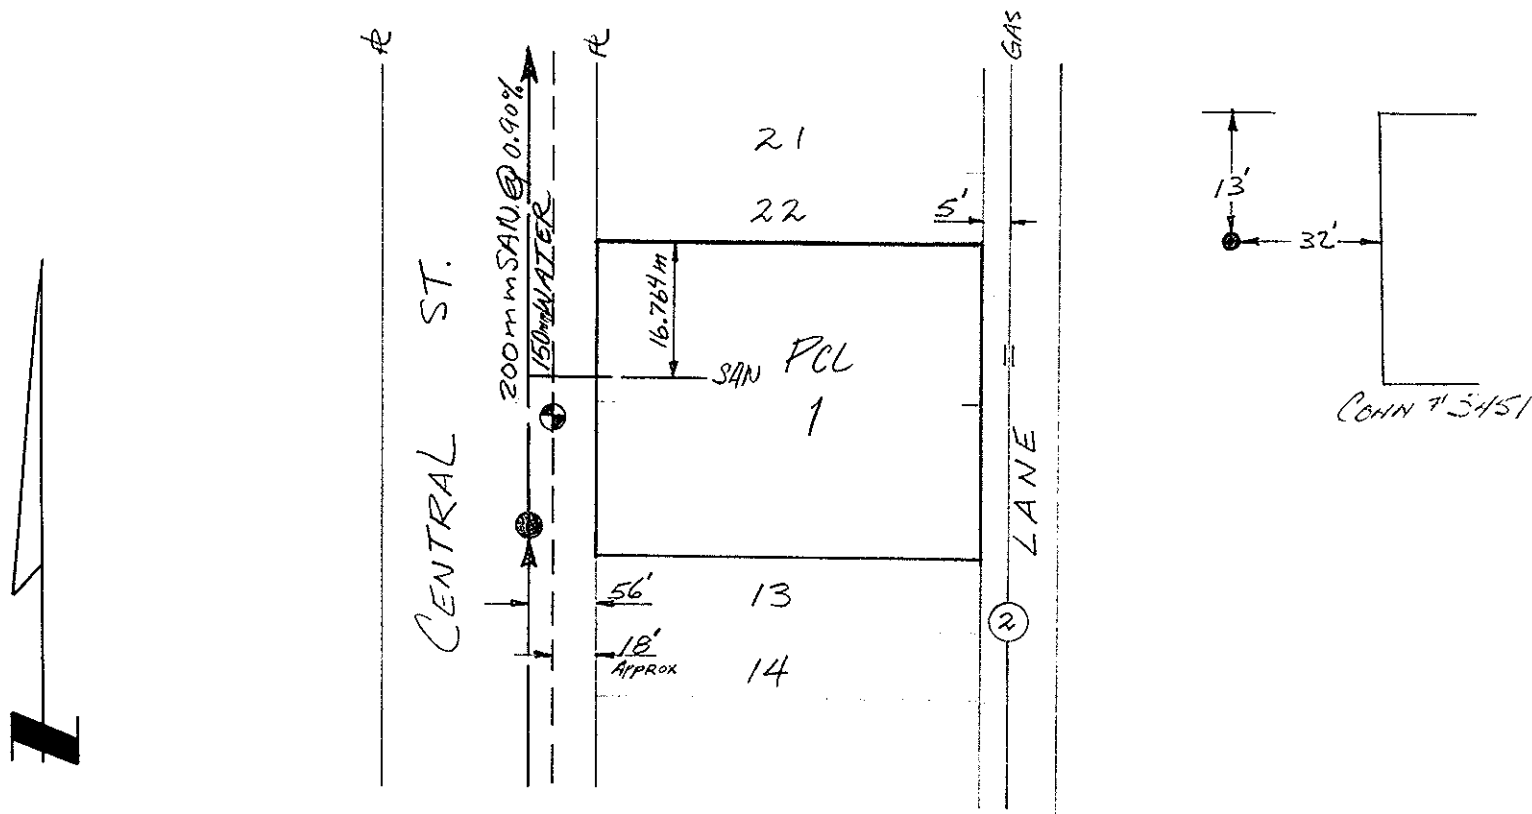 ℄
℄
GAS
200mm SAN. @ 0.90%
150mm WATER
CENTRAL ST.
21
22
5'
16.764m
SAN
PCL
1
LANE
13'
32'
CONN # 3451
56'
13
18'
APPROX
14
2
N